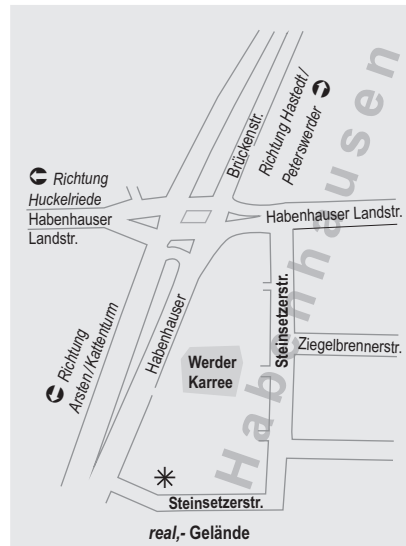 Brückenstr.
Richtung Hastedt/
Peterswerder
Habenhausen
Richtung
Huckelriede
Habenhauser
Landstr.
Habenhauser Landstr.
Habenhauser
Steinsetzerstr.
Ziegelbrennerstr.
Werder
Karree
Richtung
Arsten/Kattenturm
Steinsetzerstr.
real,- Gelände